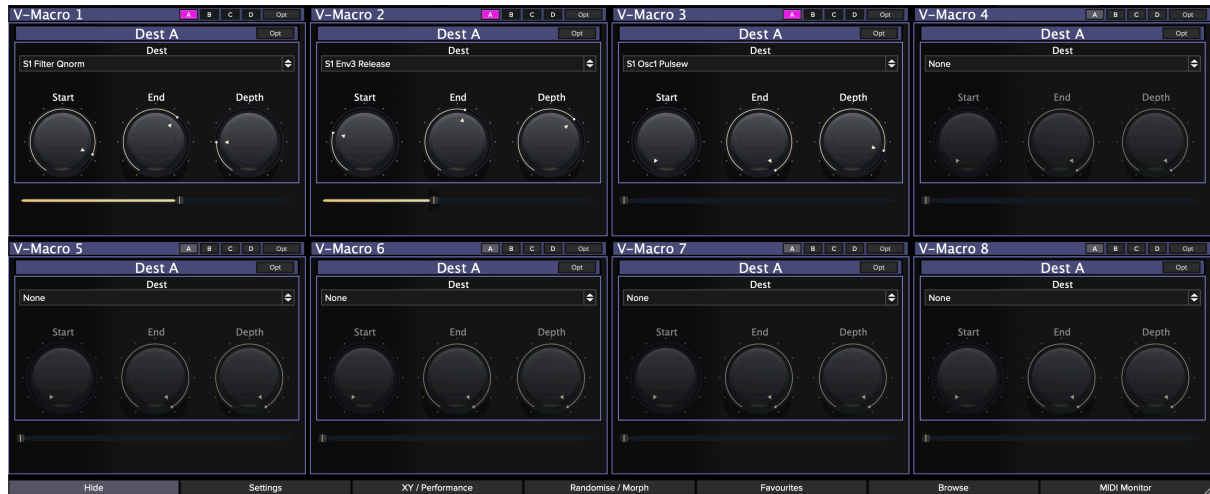 V-Macro 1 A B C D Opt
Dest A Opt
Dest
S1 Filter Qnorm
Start End Depth
V-Macro 2 A B C D Opt
Dest A Opt
Dest
S1 Env3 Release
Start End Depth
V-Macro 3 A B C D Opt
Dest A Opt
Dest
S1 Osc1 Pulsew
Start End Depth
V-Macro 4 A B C D Opt
Dest A Opt
Dest
None
Start End Depth
V-Macro 5 A B C D Opt
Dest A Opt
Dest
None
Start End Depth
V-Macro 6 A B C D Opt
Dest A Opt
Dest
None
Start End Depth
V-Macro 7 A B C D Opt
Dest A Opt
Dest
None
Start End Depth
V-Macro 8 A B C D Opt
Dest A Opt
Dest
None
Start End Depth
Hide Settings XY / Performance Randomise / Morph Favourites Browse MIDI Monitor